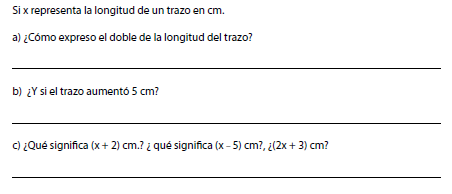 Si x representa la longitud de un trazo en cm.
a) ¿Cómo expreso el doble de la longitud del trazo?
b) ¿Y si el trazo aumentó 5 cm?
c) ¿Qué significa (x + 2) cm.? ¿ qué significa (x – 5) cm?, ¿(2x + 3) cm?